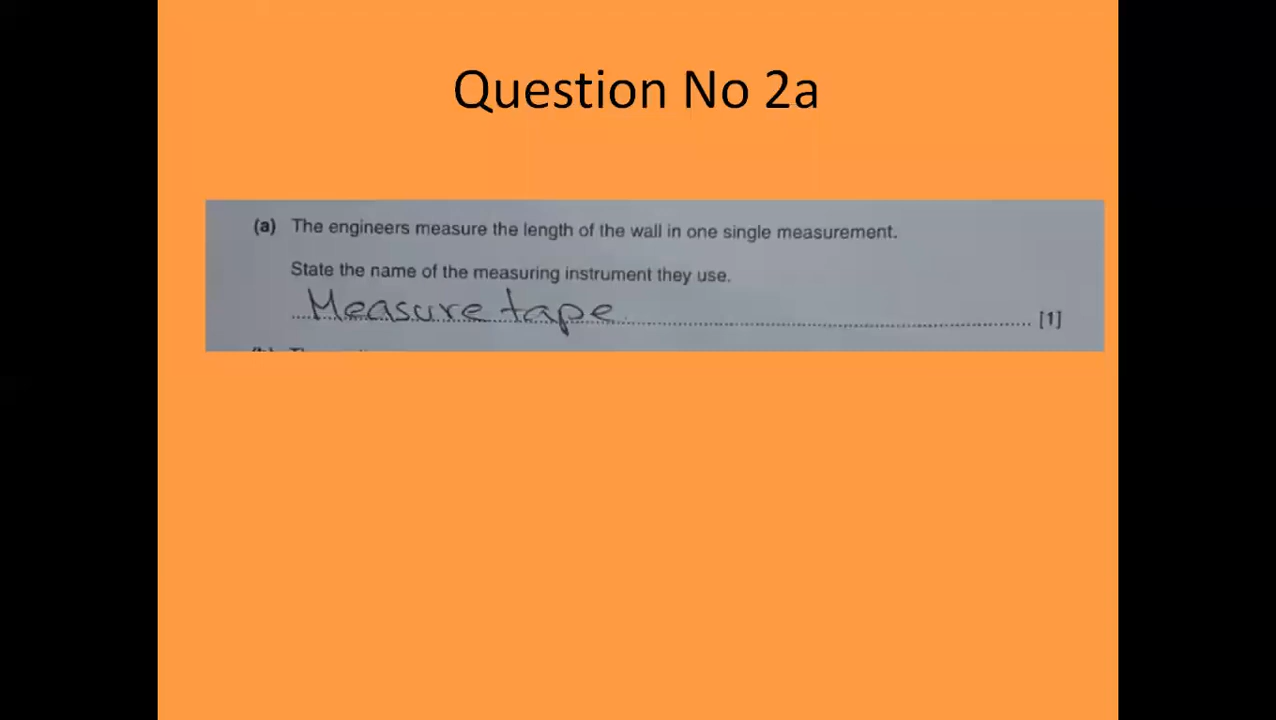 Question No 2a
(a) The engineers measure the length of the wall in one single measurement.
State the name of the measuring instrument they use.
Measure tape [1]